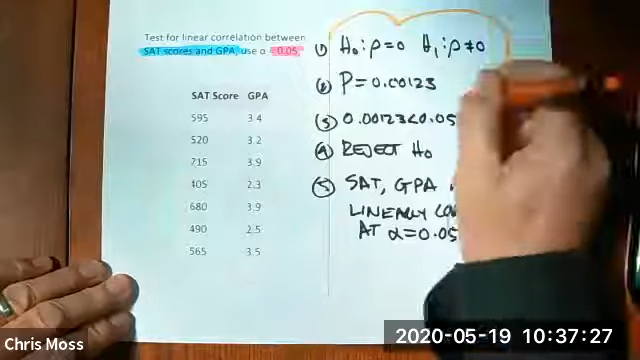 Test for linear correlation between
SAT scores and GPA, use α = 0.05.
SAT Score GPA
595 3.4
520 3.2
715 3.9
405 2.3
680 3.9
490 2.5
565 3.5
① H₀: ρ=0 H₁: ρ≠0
② P=0.00123
③ 0.00123<0.05
④ REJECT H₀
⑤ SAT, GPA
LINEARLY
AT α=0.05
Chris Moss
2020-05-19 10:37:27